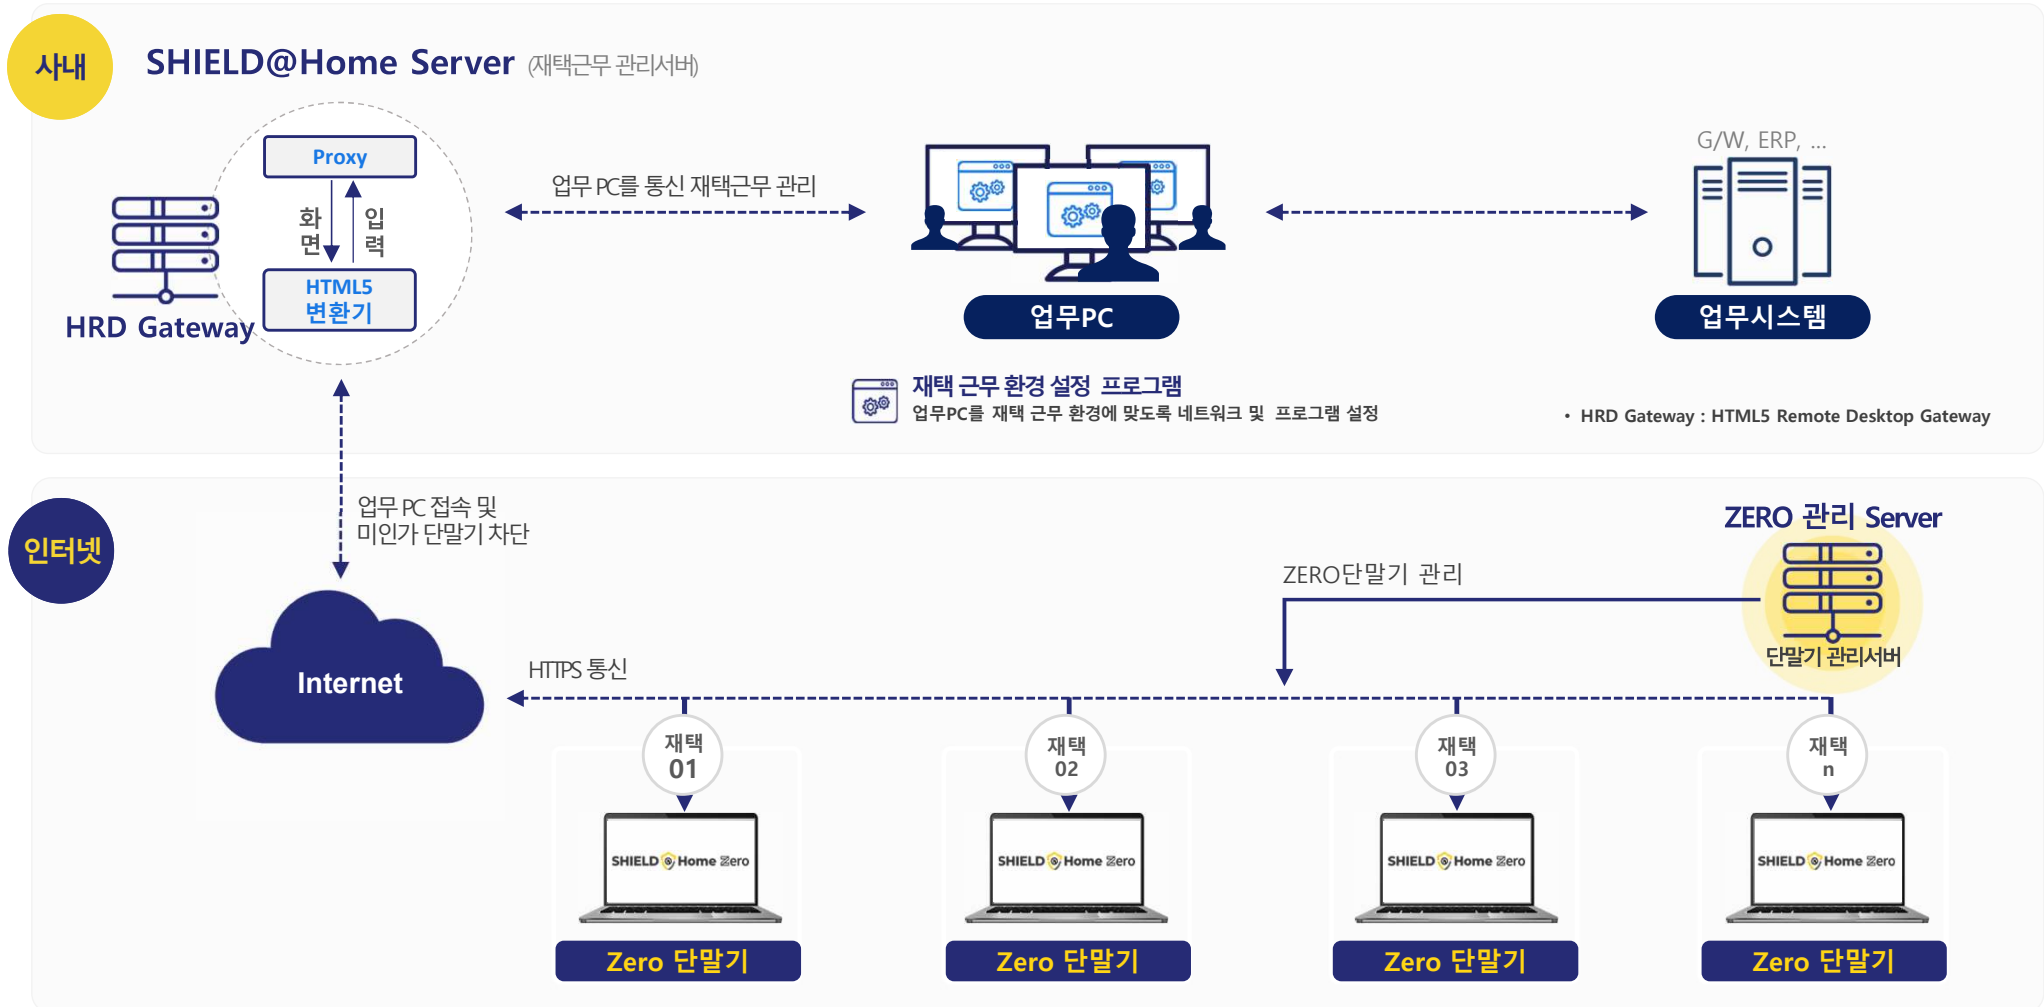 사내
SHIELD@Home Server (재택근무 관리서버)
Proxy
화면
입력
HTML5
변환기
HRD Gateway
업무 PC를 통신 재택근무 관리
업무PC
G/W, ERP, ...
업무시스템
재택 근무 환경 설정 프로그램
업무PC를 재택 근무 환경에 맞도록 네트워크 및 프로그램 설정
• HRD Gateway : HTML5 Remote Desktop Gateway
인터넷
업무 PC 접속 및
미인가 단말기 차단
Internet
HTTPS 통신
ZERO단말기 관리
ZERO 관리 Server
단말기 관리서버
재택
01
SHIELD@Home Zero
Zero 단말기
재택
02
SHIELD@Home Zero
Zero 단말기
재택
03
SHIELD@Home Zero
Zero 단말기
재택
n
SHIELD@Home Zero
Zero 단말기